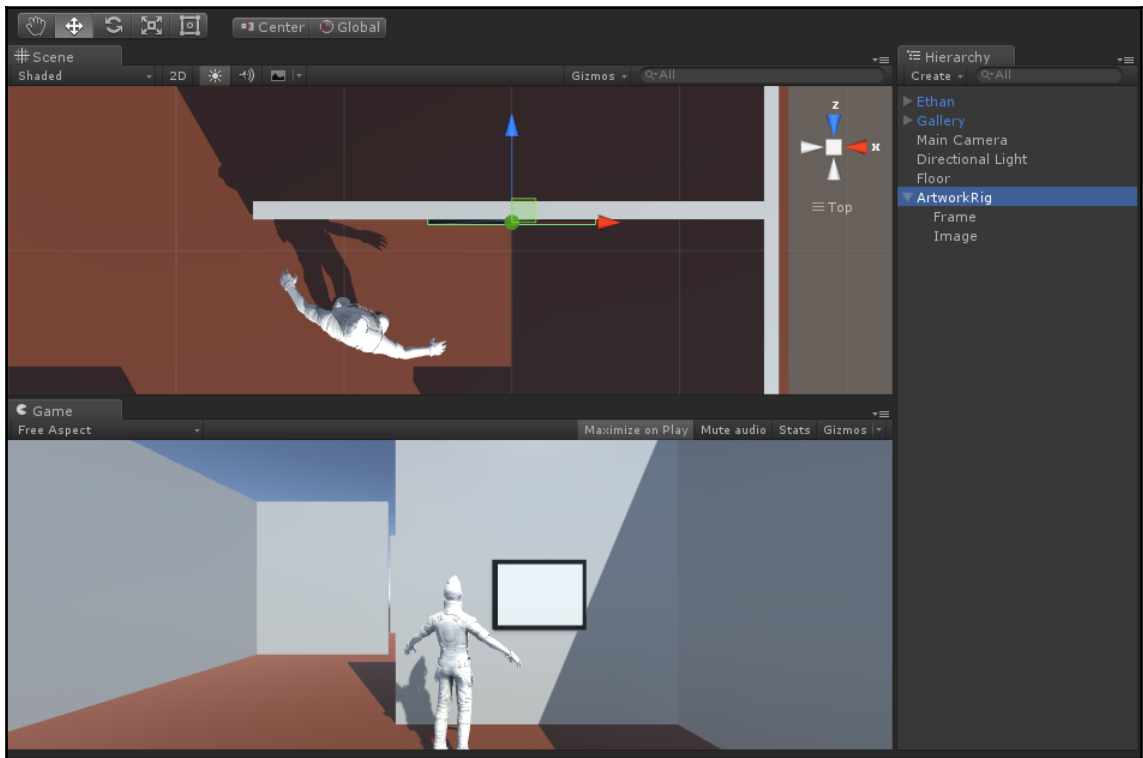 Center Global
Scene
Shaded 2D Gizmos All
z
x
Top
Hierarchy
Create All
Ethan
Gallery
Main Camera
Directional Light
Floor
ArtworkRig
Frame
Image
Game
Free Aspect Maximize on Play Mute audio Stats Gizmos